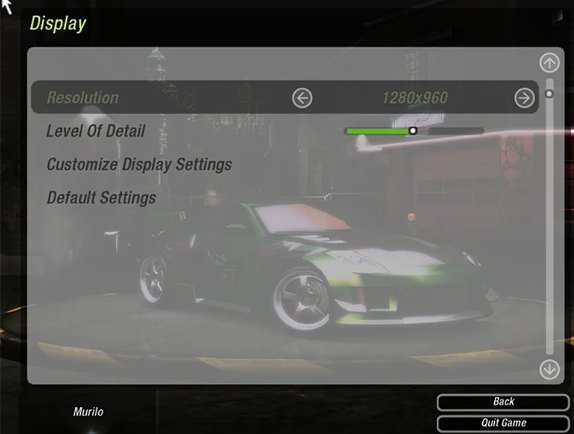 Display
Resolution 1280x960
Level Of Detail
Customize Display Settings
Default Settings
Murilo
Back
Quit Game